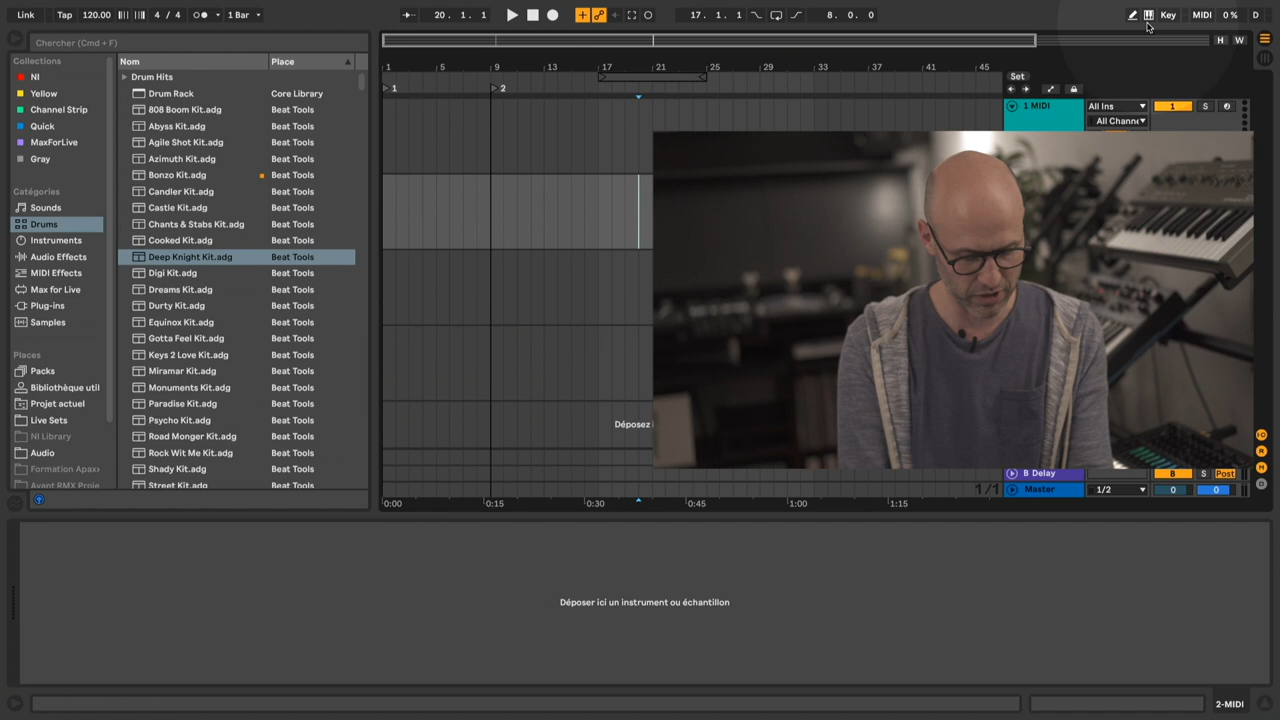 Link Tap 120.00 4 / 4 1 Bar 20 . 1 . 1 17 . 1 . 1 8 . 0 . 0 Key MIDI 0 % D
Chercher (Cmd + F)
H W
Collections
NI
Yellow
Channel Strip
Quick
MaxForLive
Gray
Catégories
Sounds
Drums
Instruments
Audio Effects
MIDI Effects
Max for Live
Plug-ins
Samples
Places
Packs
Bibliothèque util
Projet actuel
Live Sets
NI Library
Audio
Formation Apax
Avant RMX Proje
Nom Place
Drum Hits
Drum Rack Core Library
808 Boom Kit.adg Beat Tools
Abyss Kit.adg Beat Tools
Agile Shot Kit.adg Beat Tools
Azimuth Kit.adg Beat Tools
Bonzo Kit.adg Beat Tools
Candler Kit.adg Beat Tools
Castle Kit.adg Beat Tools
Chants & Stabs Kit.adg Beat Tools
Cooked Kit.adg Beat Tools
Deep Knight Kit.adg Beat Tools
Digi Kit.adg Beat Tools
Dreams Kit.adg Beat Tools
Durty Kit.adg Beat Tools
Equinox Kit.adg Beat Tools
Gotta Feel Kit.adg Beat Tools
Keys 2 Love Kit.adg Beat Tools
Miramar Kit.adg Beat Tools
Monuments Kit.adg Beat Tools
Paradise Kit.adg Beat Tools
Psycho Kit.adg Beat Tools
Road Monger Kit.adg Beat Tools
Rock Wit Me Kit.adg Beat Tools
Shady Kit.adg Beat Tools
Street Kit.adg Beat Tools
1 5 9 13 17 21 25 29 33 37 41 45
1 2
Set
1 MIDI All Ins 1 S
All Channe
Déposez
B Delay B S Post
1/1 Master 1/2 0 0
0:00 0:15 0:30 0:45 1:00 1:15
Déposer ici un instrument ou échantillon
2-MIDI